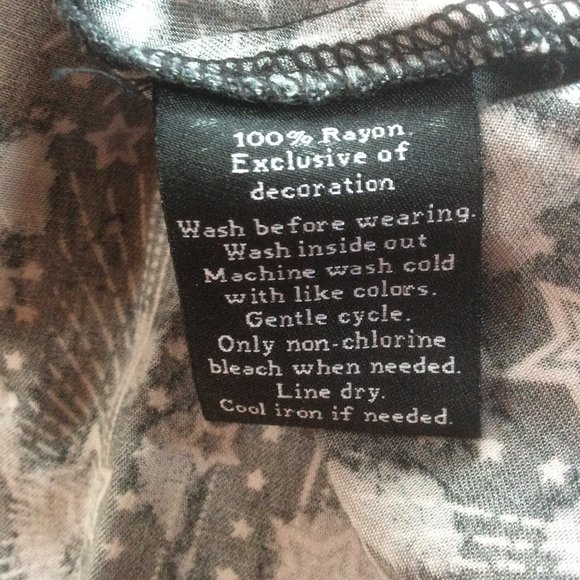 100% Rayon.
Exclusive of
decoration
Wash before wearing.
Wash inside out
Machine wash cold
with like colors.
Gentle cycle.
Only non-chlorine
bleach when needed.
Line dry.
Cool iron if needed.